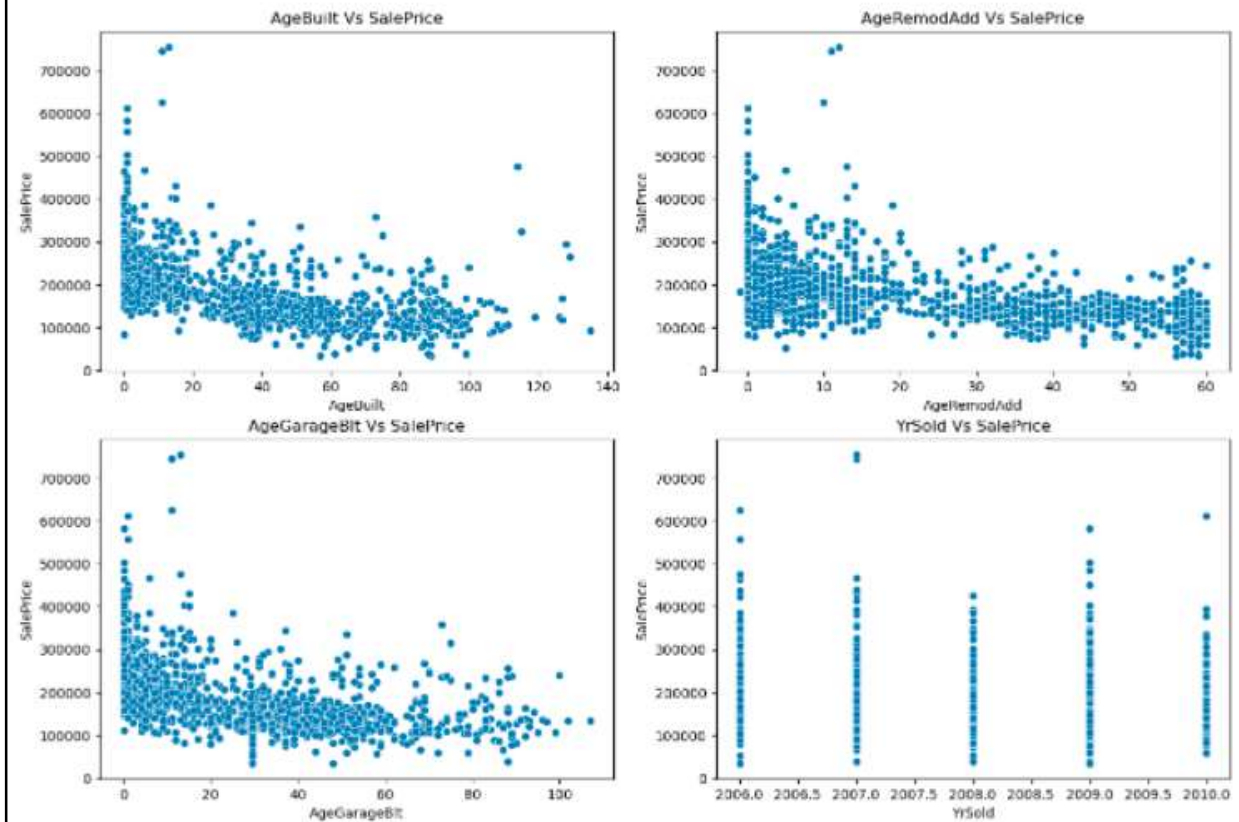 AgeBuilt Vs SalePrice
700000
600000
500000
400000
300000
200000
100000
0
SalePrice
0 20 40 60 80 100 120 140
AgeBuilt
AgeRemodAdd Vs SalePrice
700000
600000
500000
400000
300000
200000
100000
0
SalePrice
0 10 20 30 40 50 60
AgeRemodAdd
AgeGarageBlt Vs SalePrice
700000
600000
500000
400000
300000
200000
100000
0
SalePrice
0 20 40 60 80 100
AgeGarageBlt
YrSold Vs SalePrice
700000
600000
500000
400000
300000
200000
100000
0
SalePrice
2006.0 2006.5 2007.0 2007.5 2008.0 2008.5 2009.0 2009.5 2010.0
YrSold